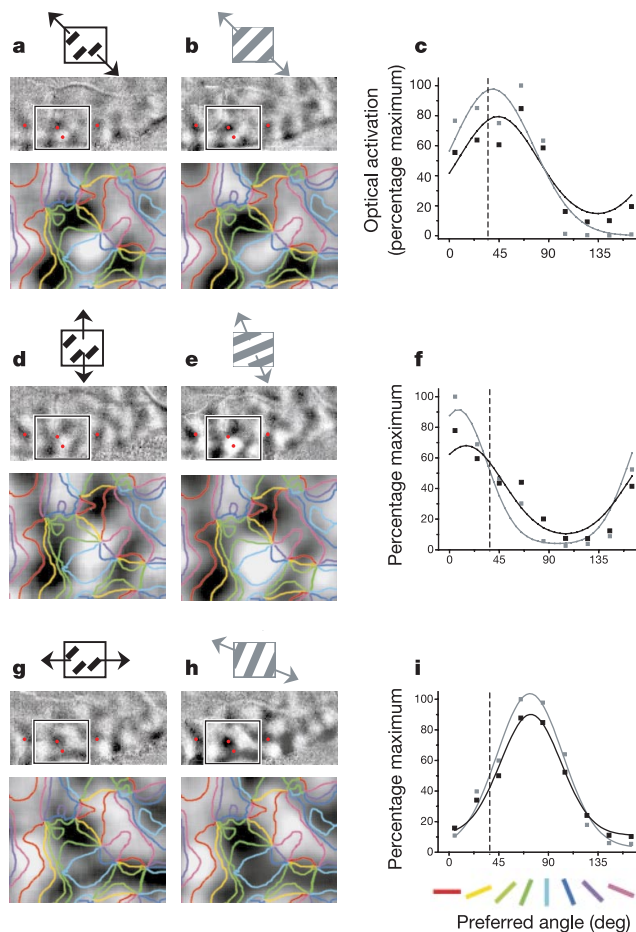 a
b
c
Optical activation
(percentage maximum)
100
80
60
40
20
0
0
45
90
135
d
e
f
Percentage maximum
100
80
60
40
20
0
0
45
90
135
g
h
i
Percentage maximum
100
80
60
40
20
0
0
45
90
135
Preferred angle (deg)